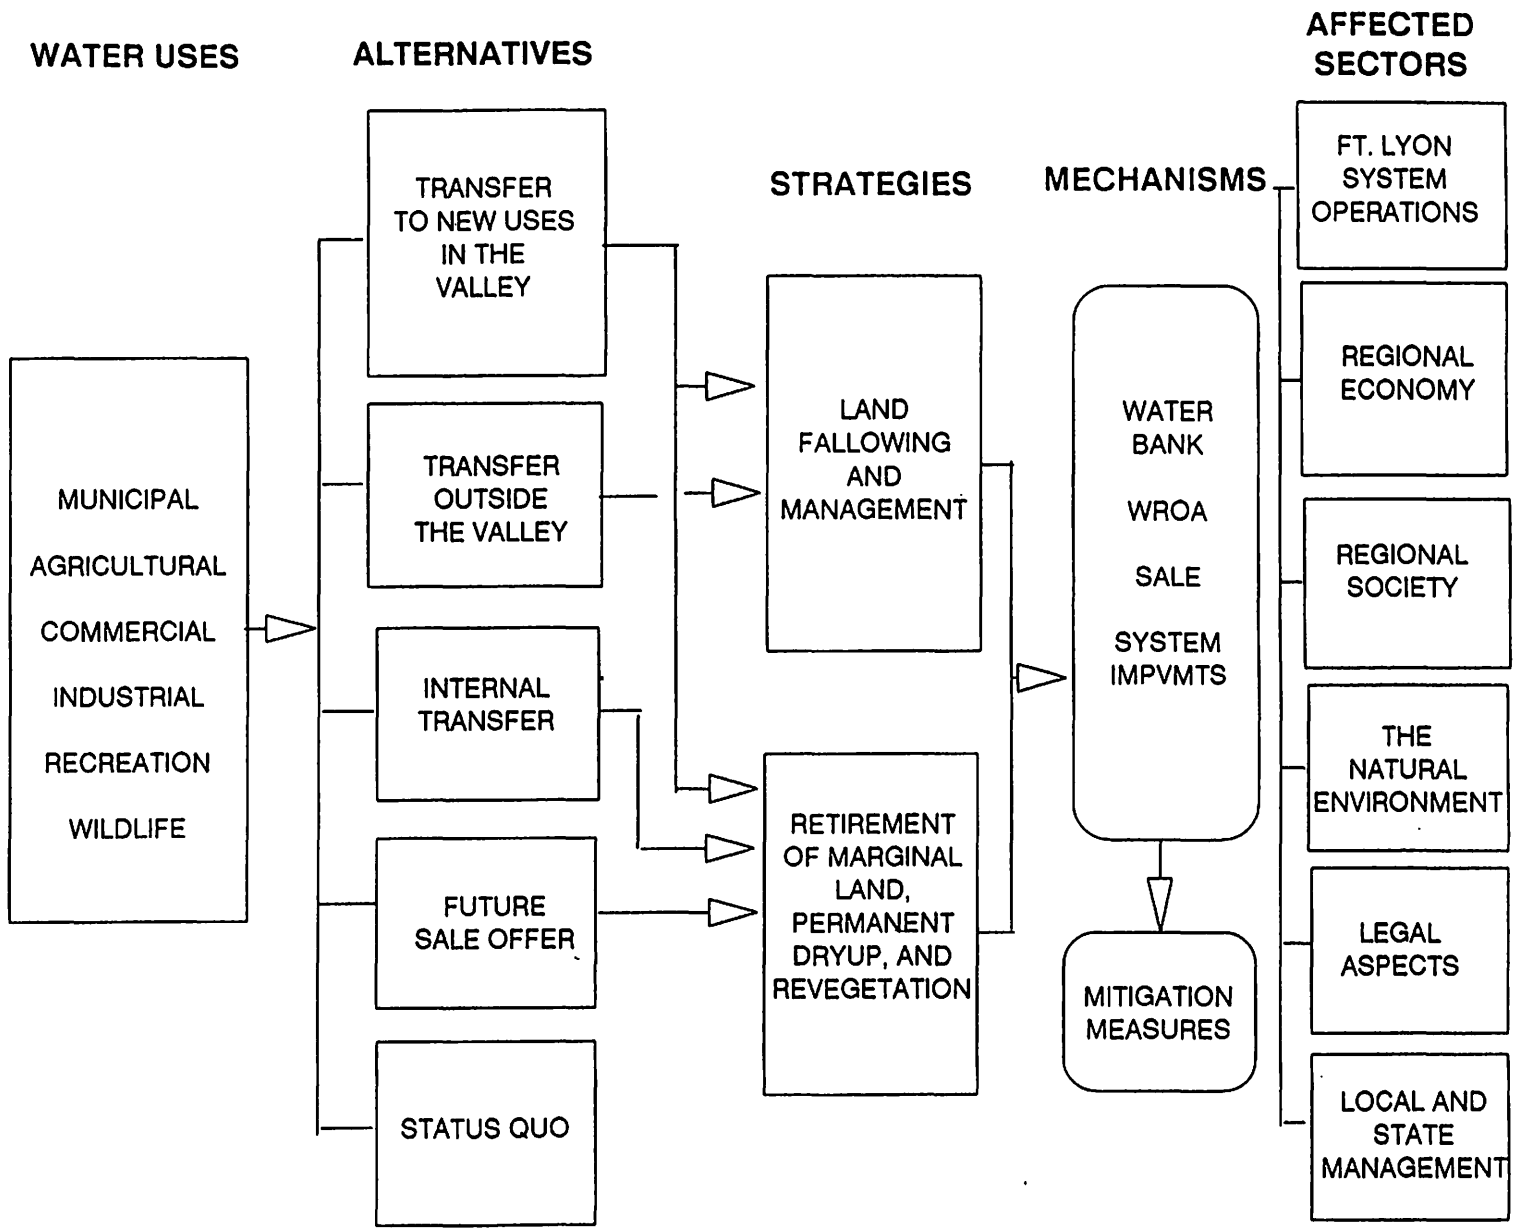 WATER USES
MUNICIPAL
AGRICULTURAL
COMMERCIAL
INDUSTRIAL
RECREATION
WILDLIFE
ALTERNATIVES
TRANSFER
TO NEW USES
IN THE
VALLEY
TRANSFER
OUTSIDE
THE VALLEY
INTERNAL
TRANSFER
FUTURE
SALE OFFER
STATUS QUO
STRATEGIES
LAND
FALLOWING
AND
MANAGEMENT
RETIREMENT
OF MARGINAL
LAND,
PERMANENT
DRYUP, AND
REVEGETATION
MECHANISMS
WATER
BANK
WROA
SALE
SYSTEM
IMPVMTS
MITIGATION
MEASURES
AFFECTED
SECTORS
FT. LYON
SYSTEM
OPERATIONS
REGIONAL
ECONOMY
REGIONAL
SOCIETY
THE
NATURAL
ENVIRONMENT
LEGAL
ASPECTS
LOCAL AND
STATE
MANAGEMENT